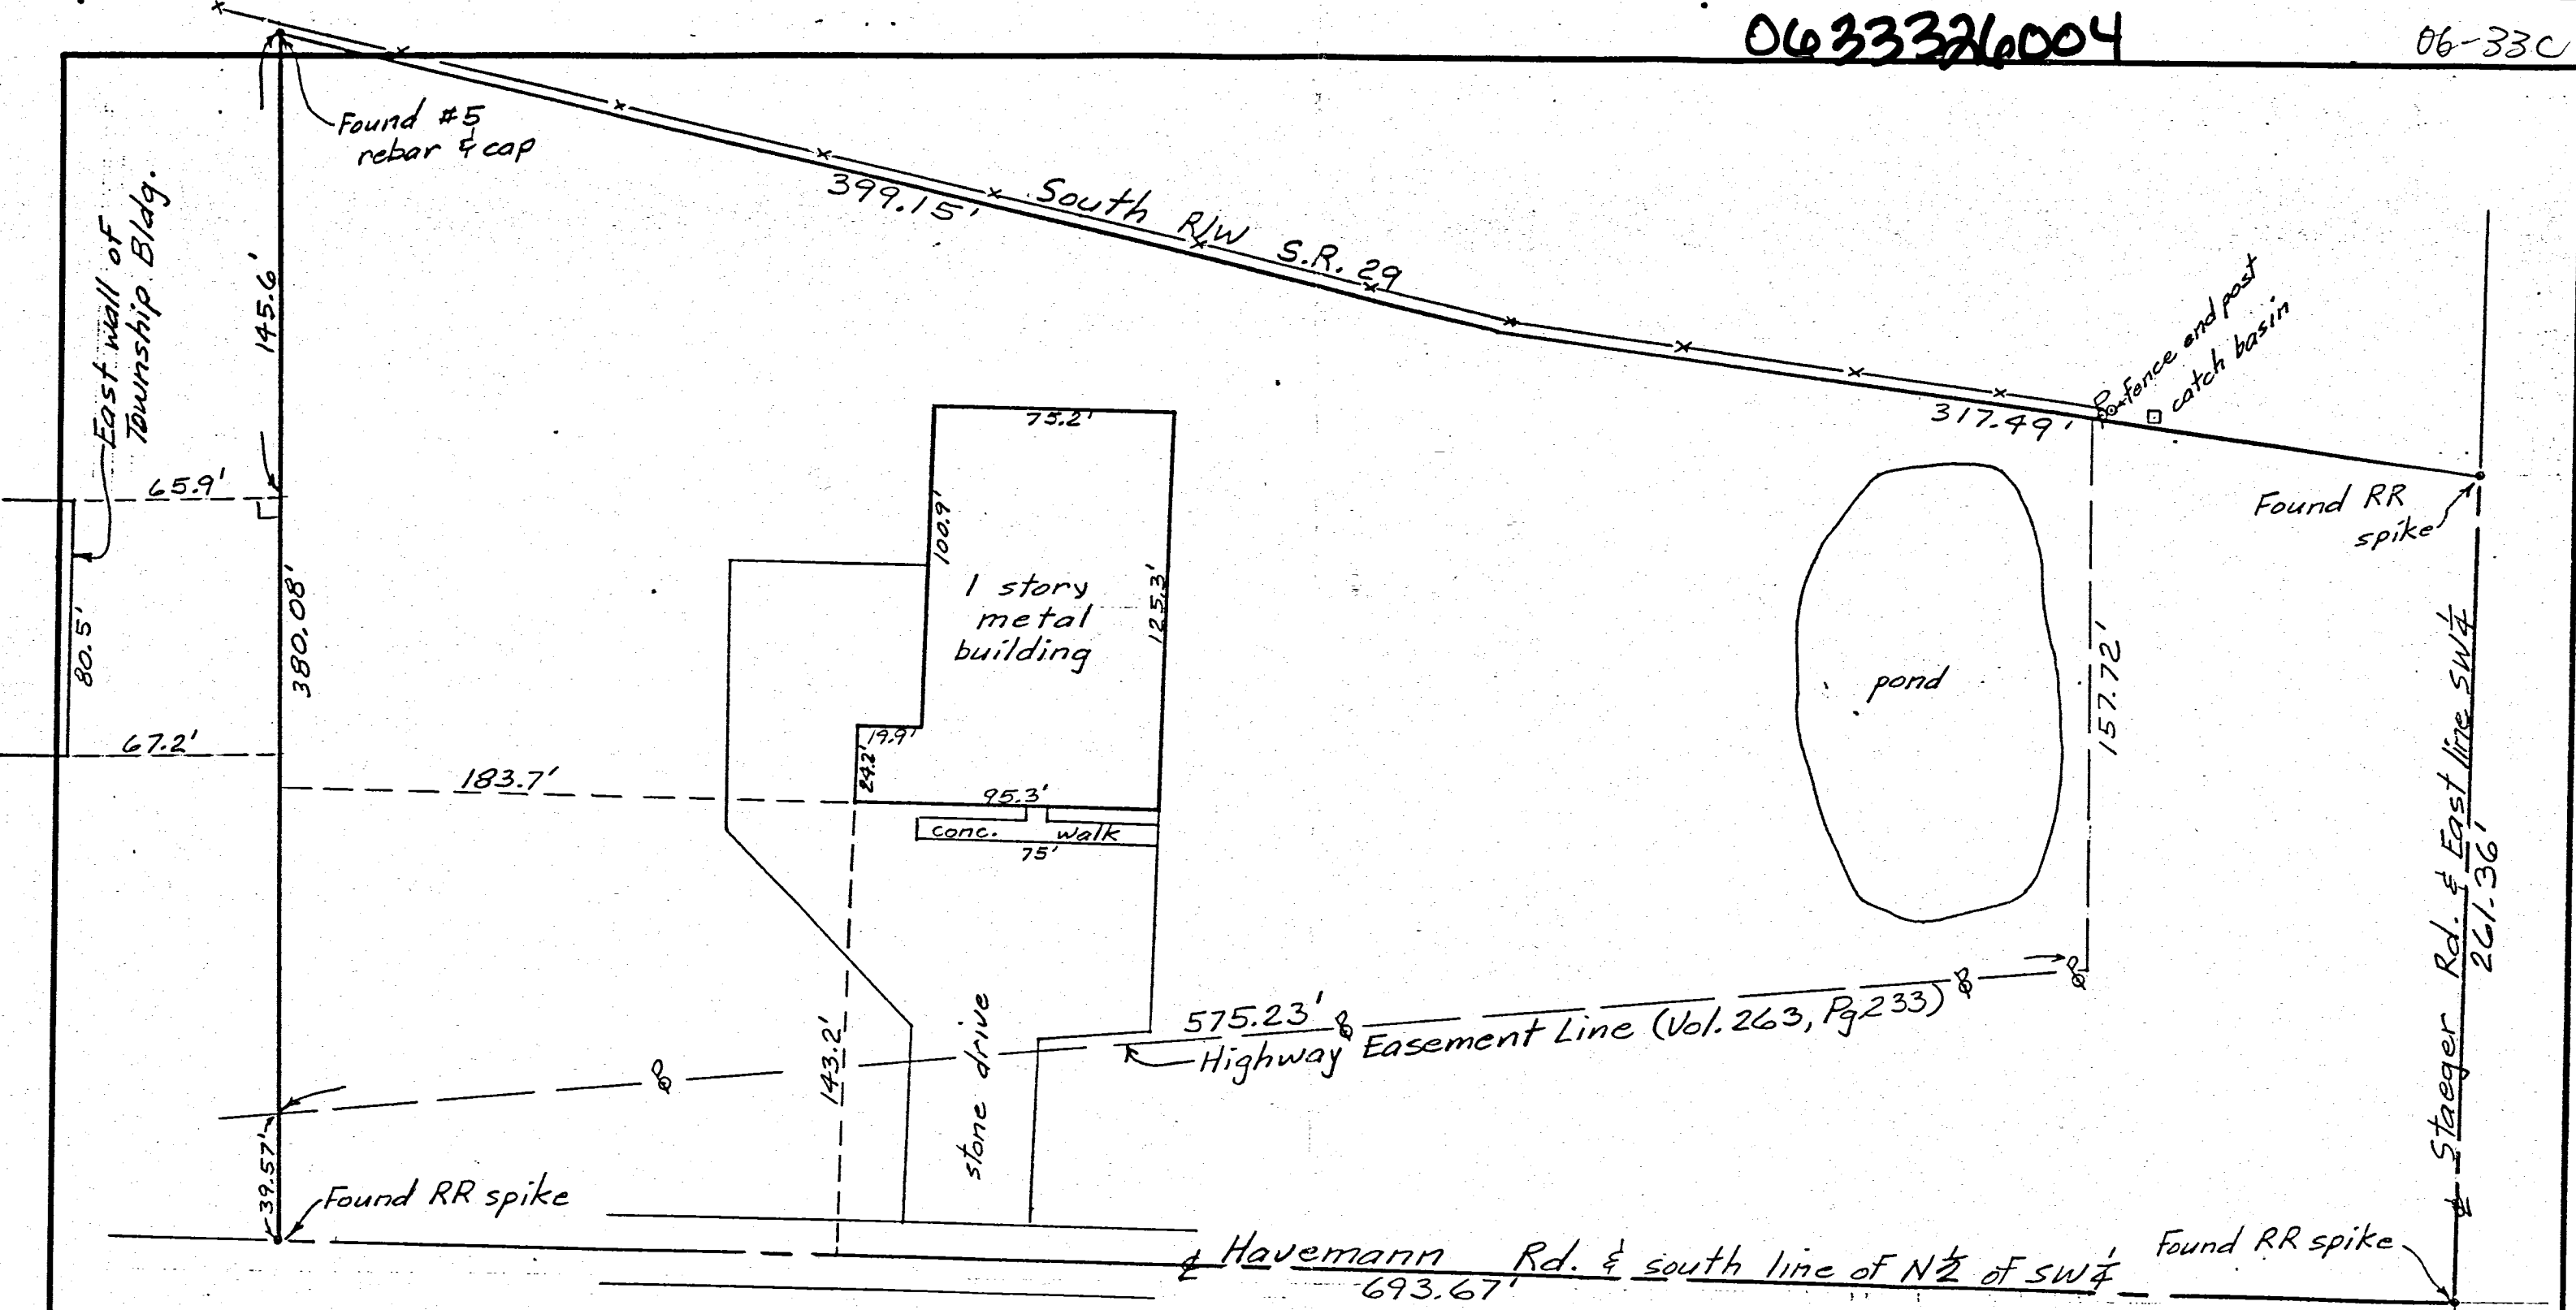 0633326004
06-33C
Found #5
rebar & cap
East wall of
Township Bldg.
145.6'
399.15'
South R/W S.R. 29
fence end post
catch basin
317.49'
65.9'
75.2'
Found RR
spike
100.9'
1 story
metal
building
125.3'
80.5'
380.08'
pond
157.72'
67.2'
183.7'
19.9'
24.2'
95.3'
conc. walk
75'
Staeger Rd. & East line SW¼
261.36'
143.2'
stone drive
575.23'
Highway Easement Line (Vol. 263, Pg 233)
39.57'
Found RR spike
℄ Havemann Rd. & south line of N½ of SW¼
693.67'
Found RR spike